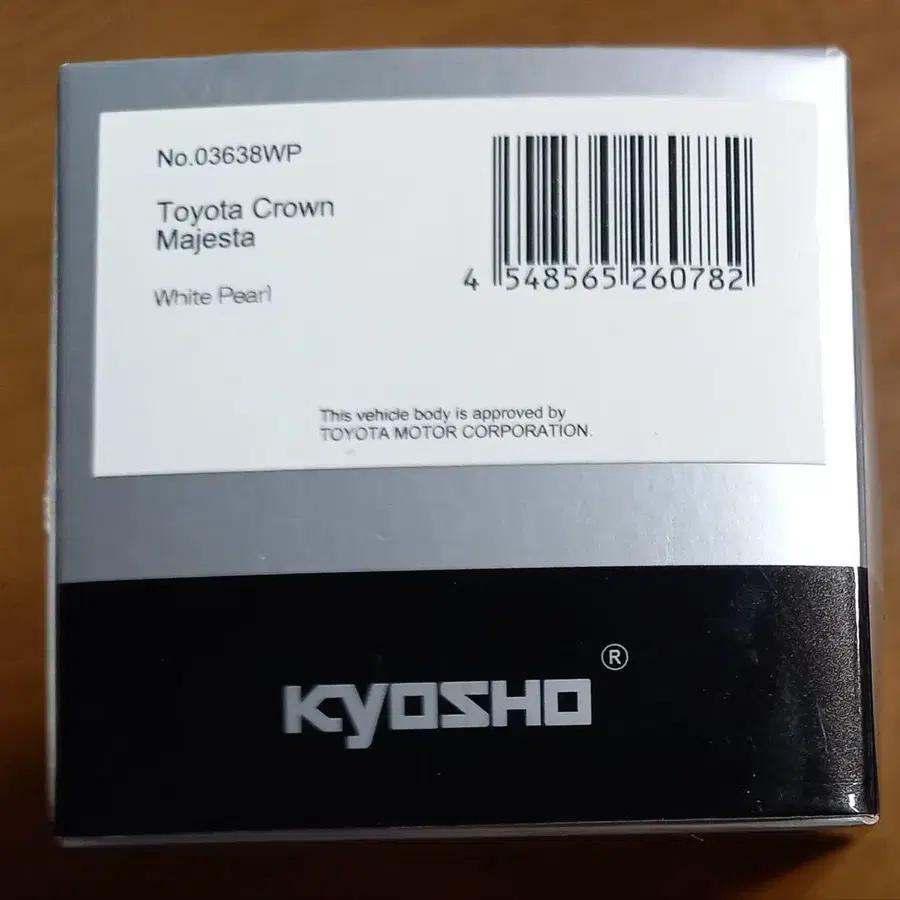 No.03638WP
Toyota Crown
Majesta
White Pearl
4 548565 260782
This vehicle body is approved by
TOYOTA MOTOR CORPORATION.
KYOSHO®